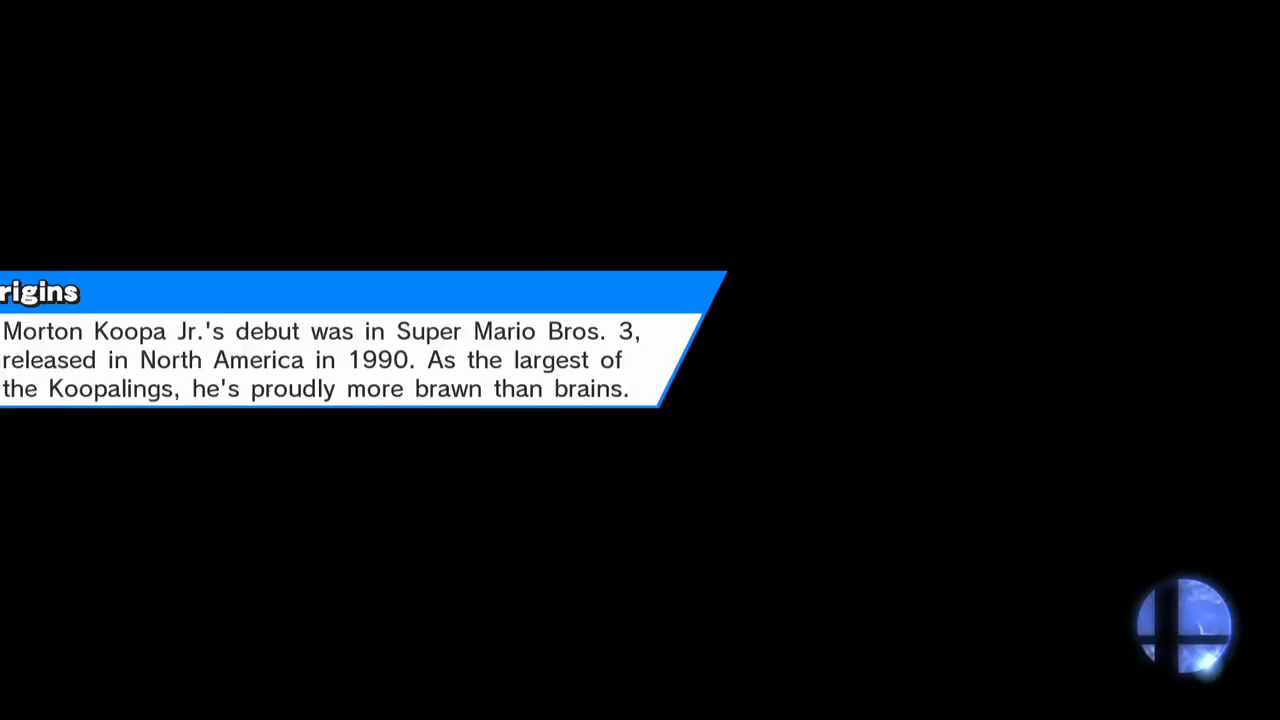 rigins
Morton Koopa Jr.'s debut was in Super Mario Bros. 3,
released in North America in 1990. As the largest of
the Koopalings, he's proudly more brawn than brains.